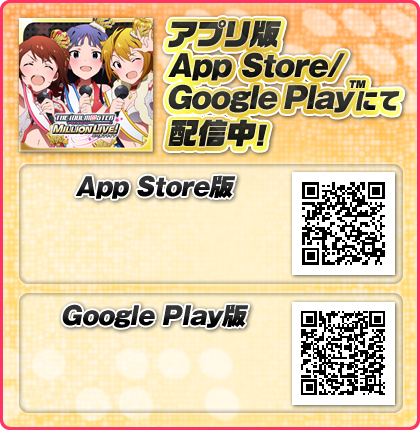 アプリ版
App Store/
Google Play™にて
配信中!
THE IDOLM@STER
MILLION LIVE!
App Store版
Google Play版